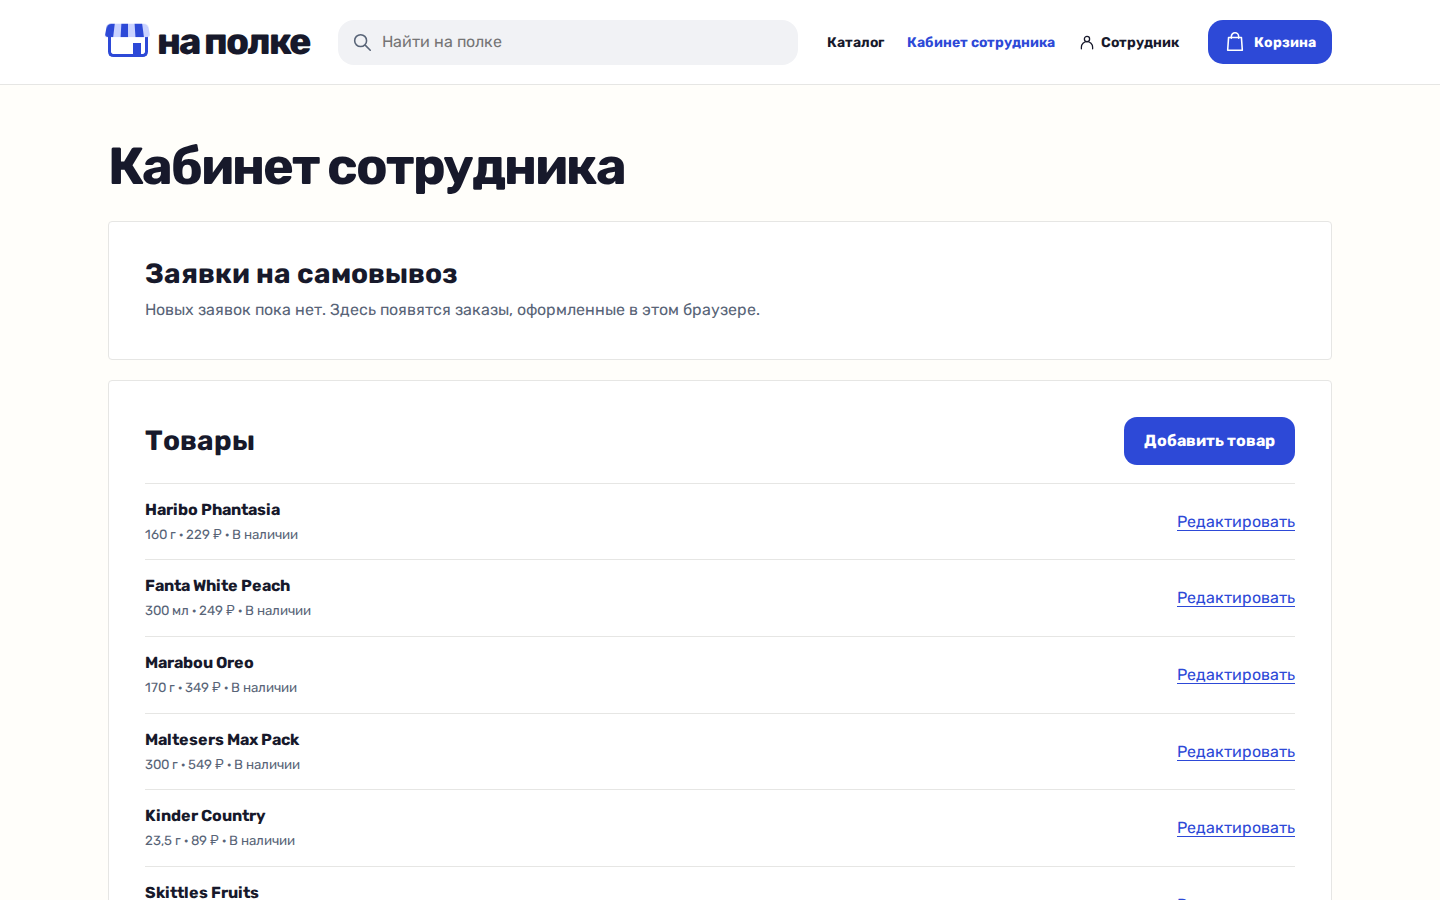 на полке
Найти на полке
Каталог
Кабинет сотрудника
Сотрудник
Корзина
Кабинет сотрудника
Заявки на самовывоз
Новых заявок пока нет. Здесь появятся заказы, оформленные в этом браузере.
Товары
Добавить товар
Haribo Phantasia
160 г • 229 ₽ • В наличии
Редактировать
Fanta White Peach
300 мл • 249 ₽ • В наличии
Редактировать
Marabou Oreo
170 г • 349 ₽ • В наличии
Редактировать
Maltesers Max Pack
300 г • 549 ₽ • В наличии
Редактировать
Kinder Country
23,5 г • 89 ₽ • В наличии
Редактировать
Skittles Fruits